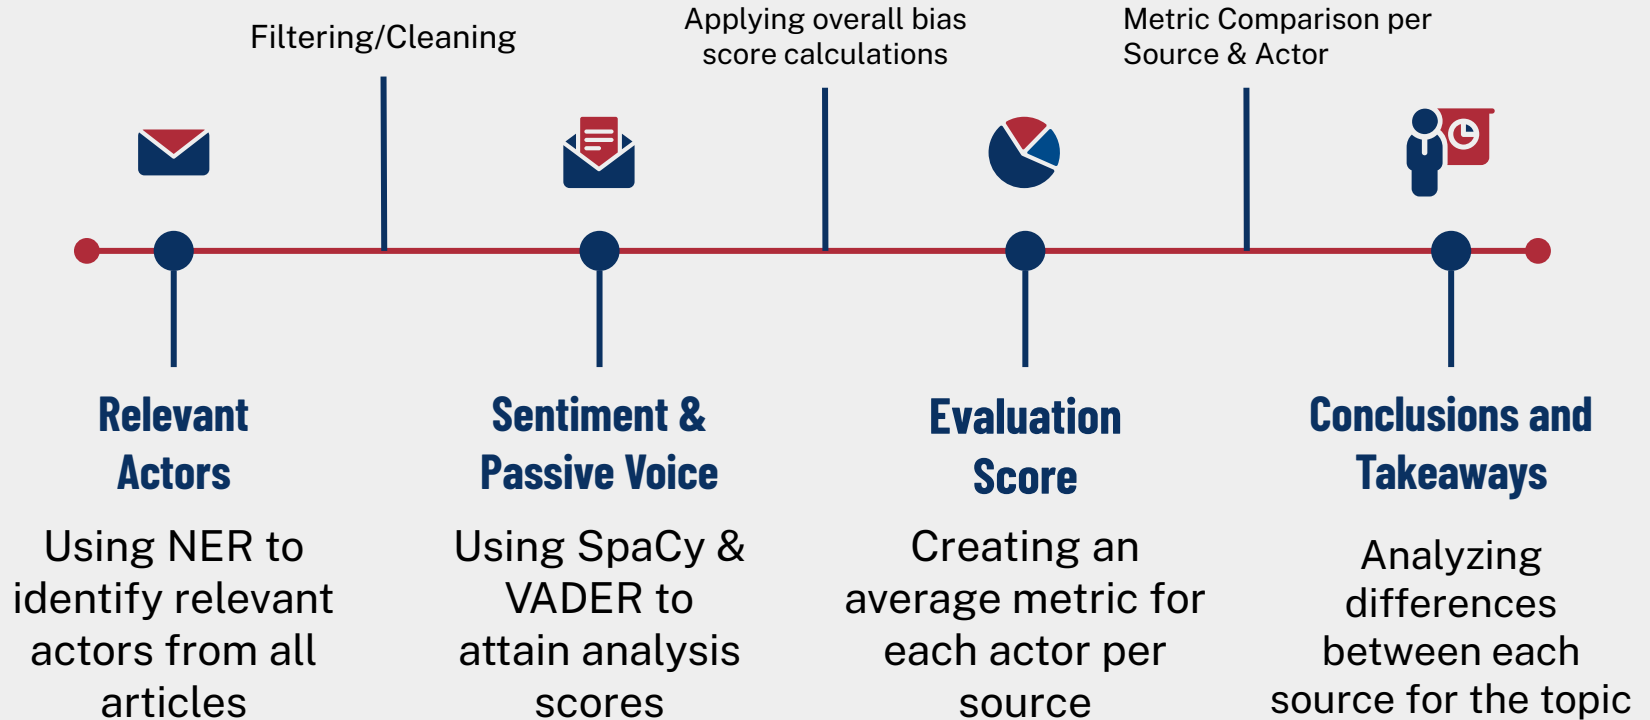 Filtering/Cleaning
Applying overall bias
score calculations
Metric Comparison per
Source & Actor
Relevant
Actors
Using NER to
identify relevant
actors from all
articles
Sentiment &
Passive Voice
Using SpaCy &
VADER to
attain analysis
scores
Evaluation
Score
Creating an
average metric for
each actor per
source
Conclusions and
Takeaways
Analyzing
differences
between each
source for the topic